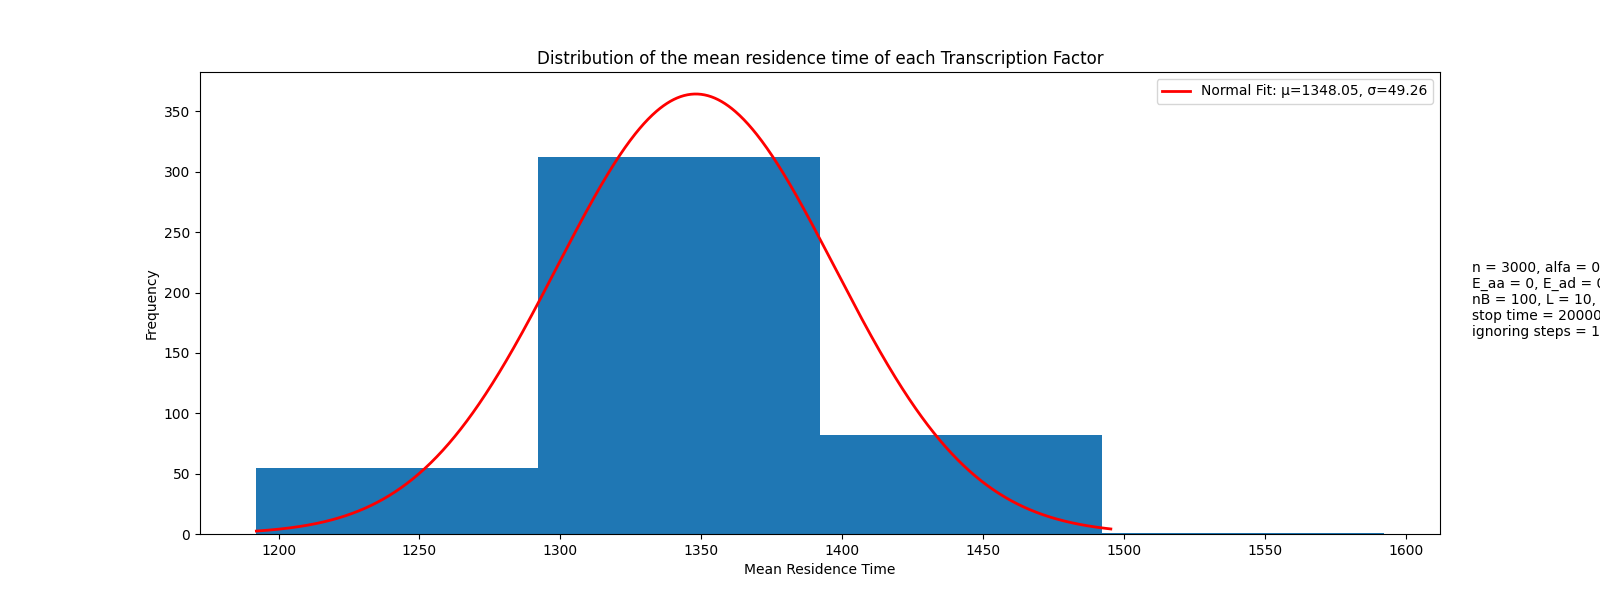 Distribution of the mean residence time of each Transcription Factor
Normal Fit: μ=1348.05, σ=49.26
Frequency
350
300
250
200
150
100
50
0
1200 1250 1300 1350 1400 1450 1500 1550 1600
Mean Residence Time
n = 3000, alfa = 0
E_aa = 0, E_ad = 0
nB = 100, L = 10,
stop time = 20000
ignoring steps = 1